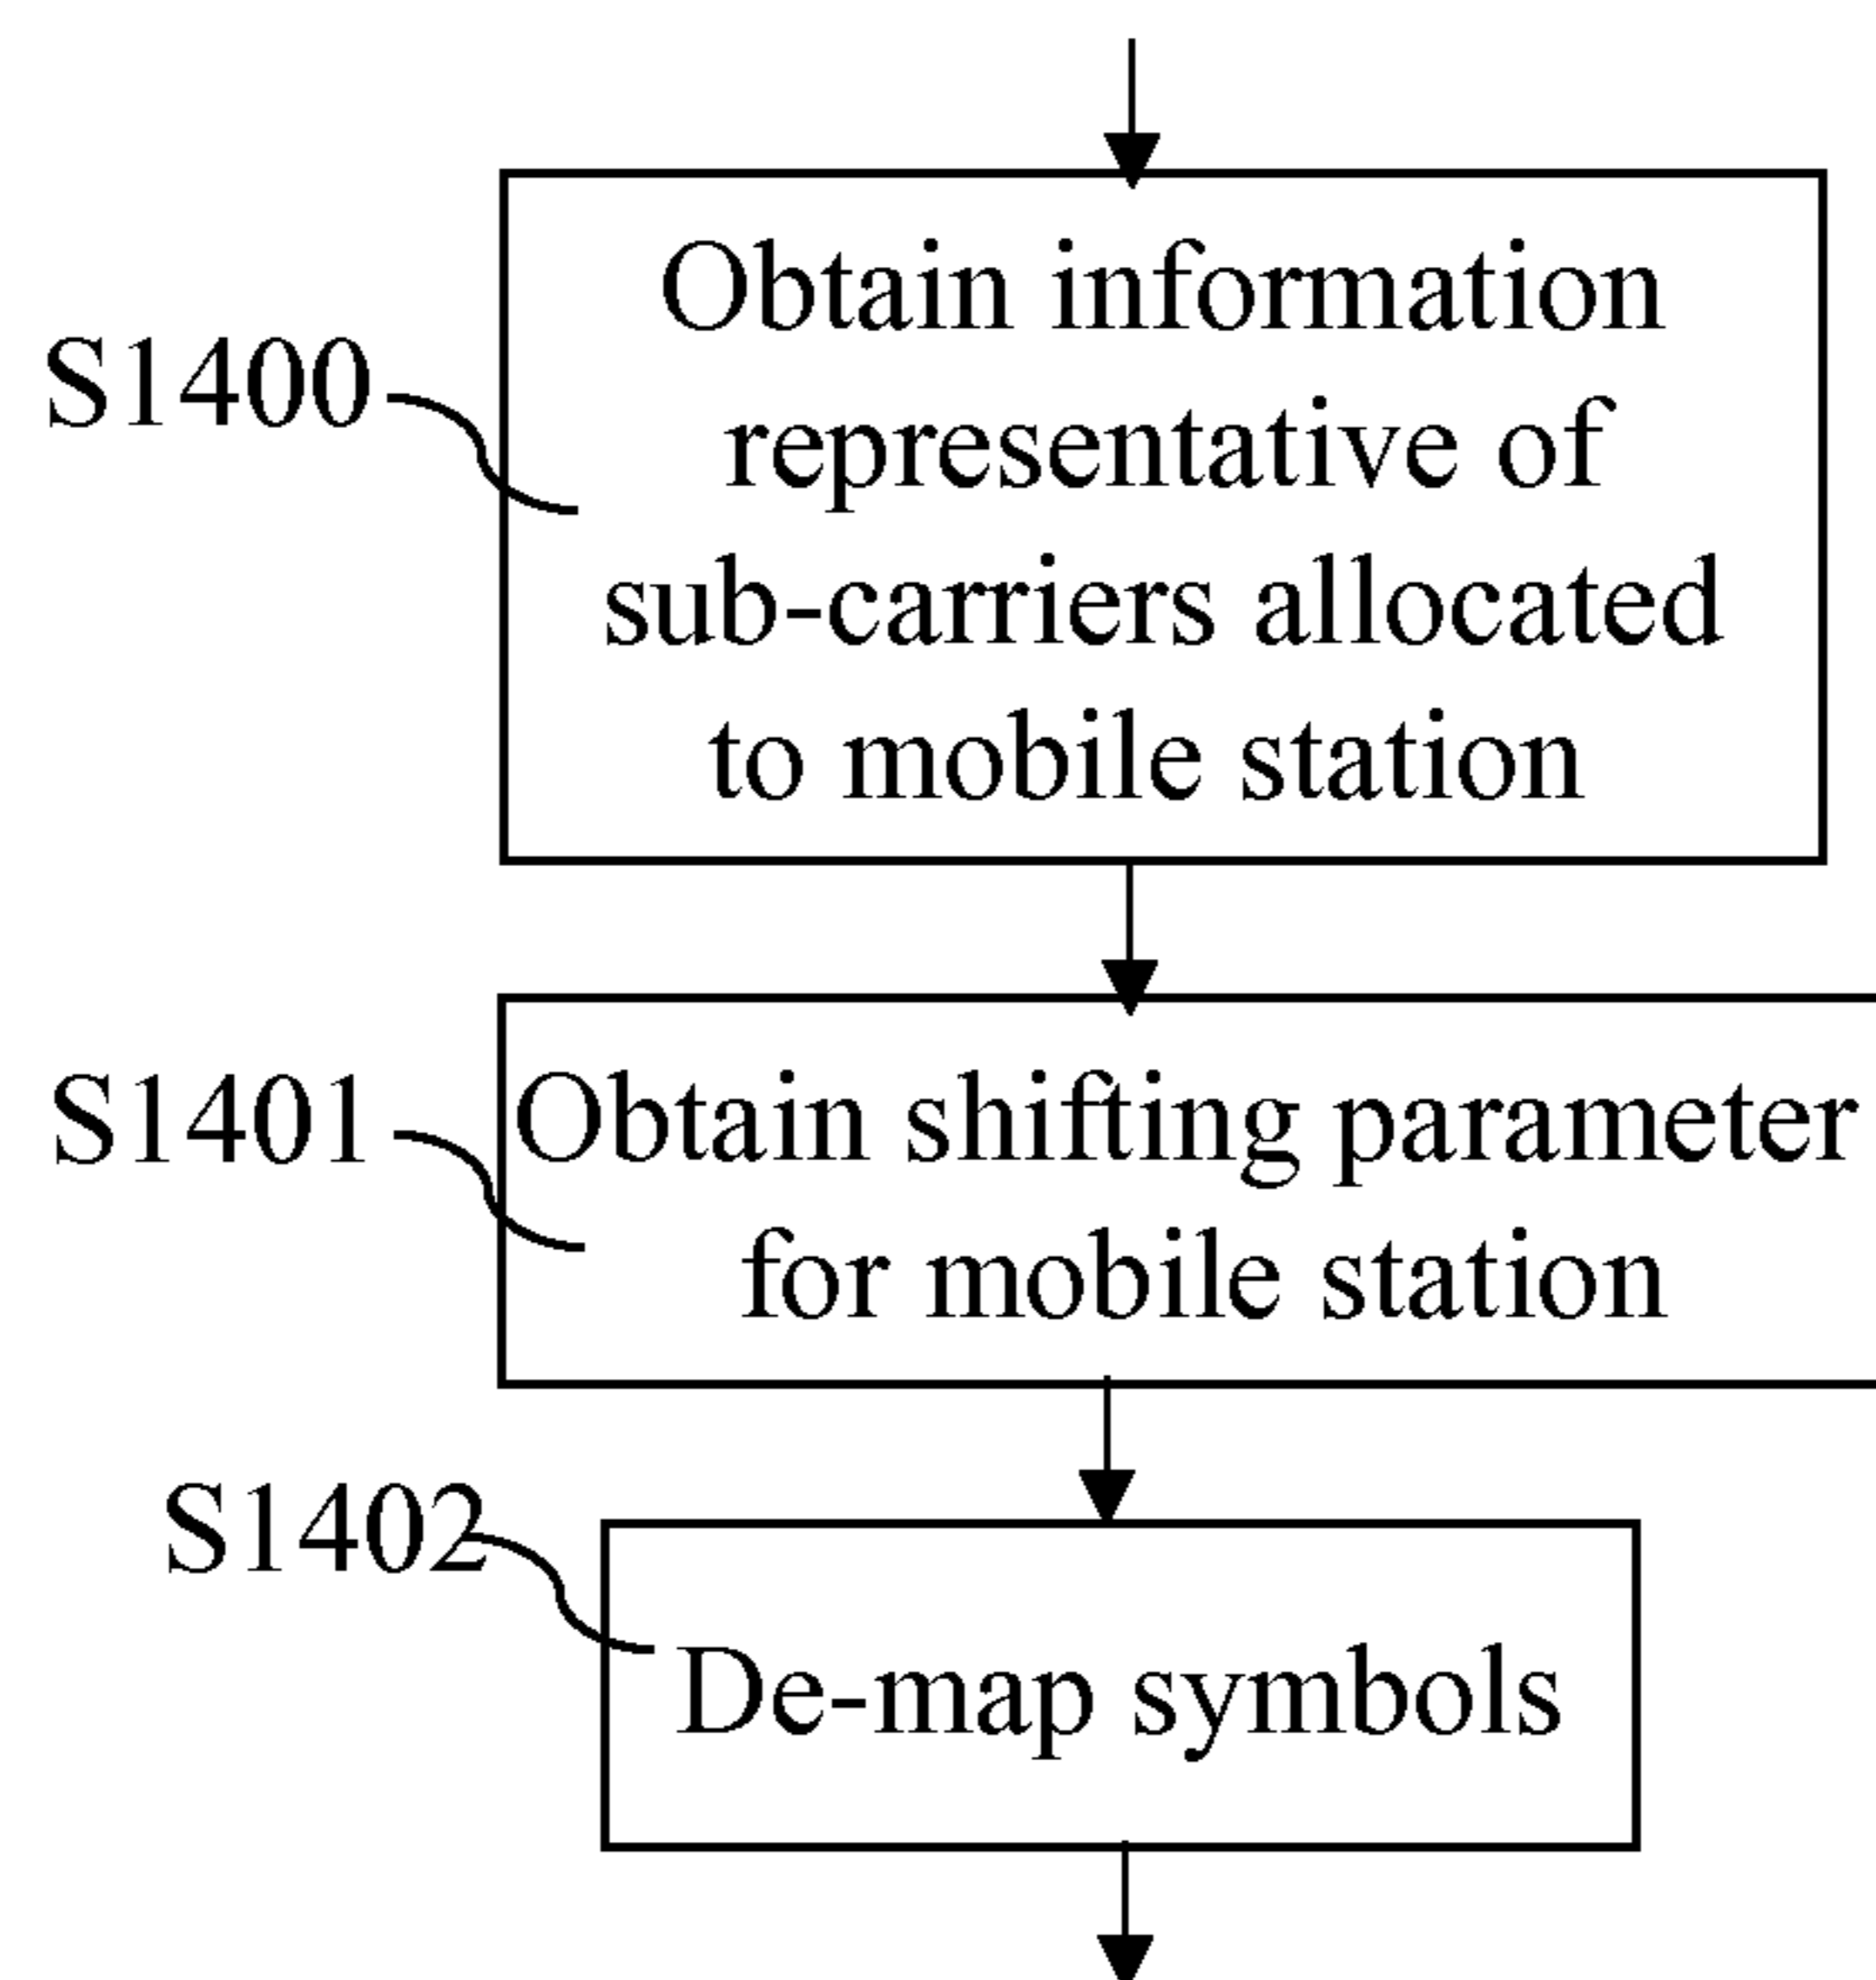 Obtain information
S1400
representative of
sub-carriers allocated
to mobile station
S1401
Obtain shifting parameter
for mobile station
S1402
De-map symbols